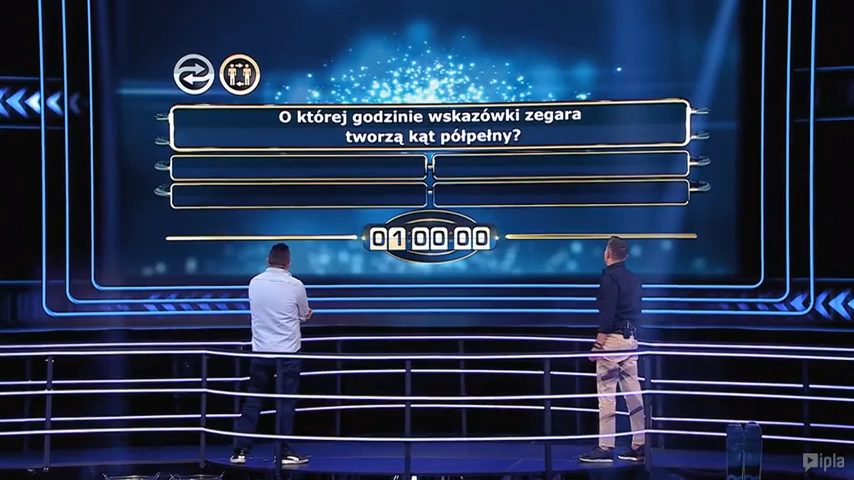 O której godzinie wskazówki zegara
tworzą kąt półpełny?
01 00 00
ipla